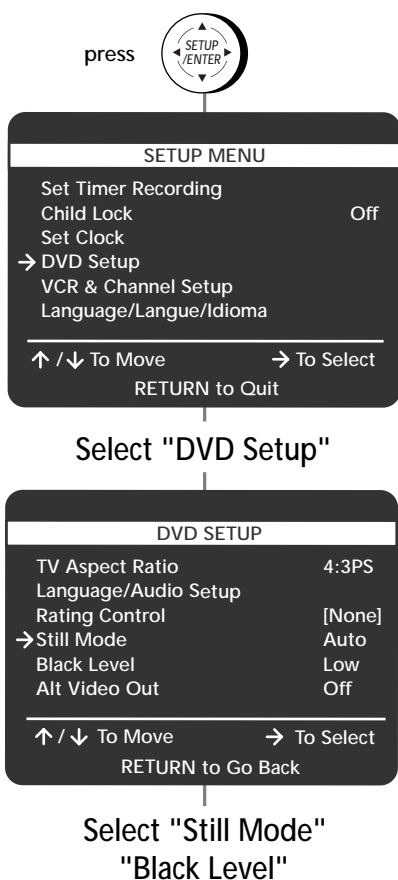 press
SETUP
/ENTER
SETUP MENU
Set Timer Recording
Child Lock Off
Set Clock
→ DVD Setup
VCR & Channel Setup
Language/Langue/Idioma
↑ /↓ To Move → To Select
RETURN to Quit
Select "DVD Setup"
DVD SETUP
TV Aspect Ratio 4:3PS
Language/Audio Setup
Rating Control [None]
→ Still Mode Auto
Black Level Low
Alt Video Out Off
↑ / ↓ To Move → To Select
RETURN to Go Back
Select "Still Mode"
"Black Level"